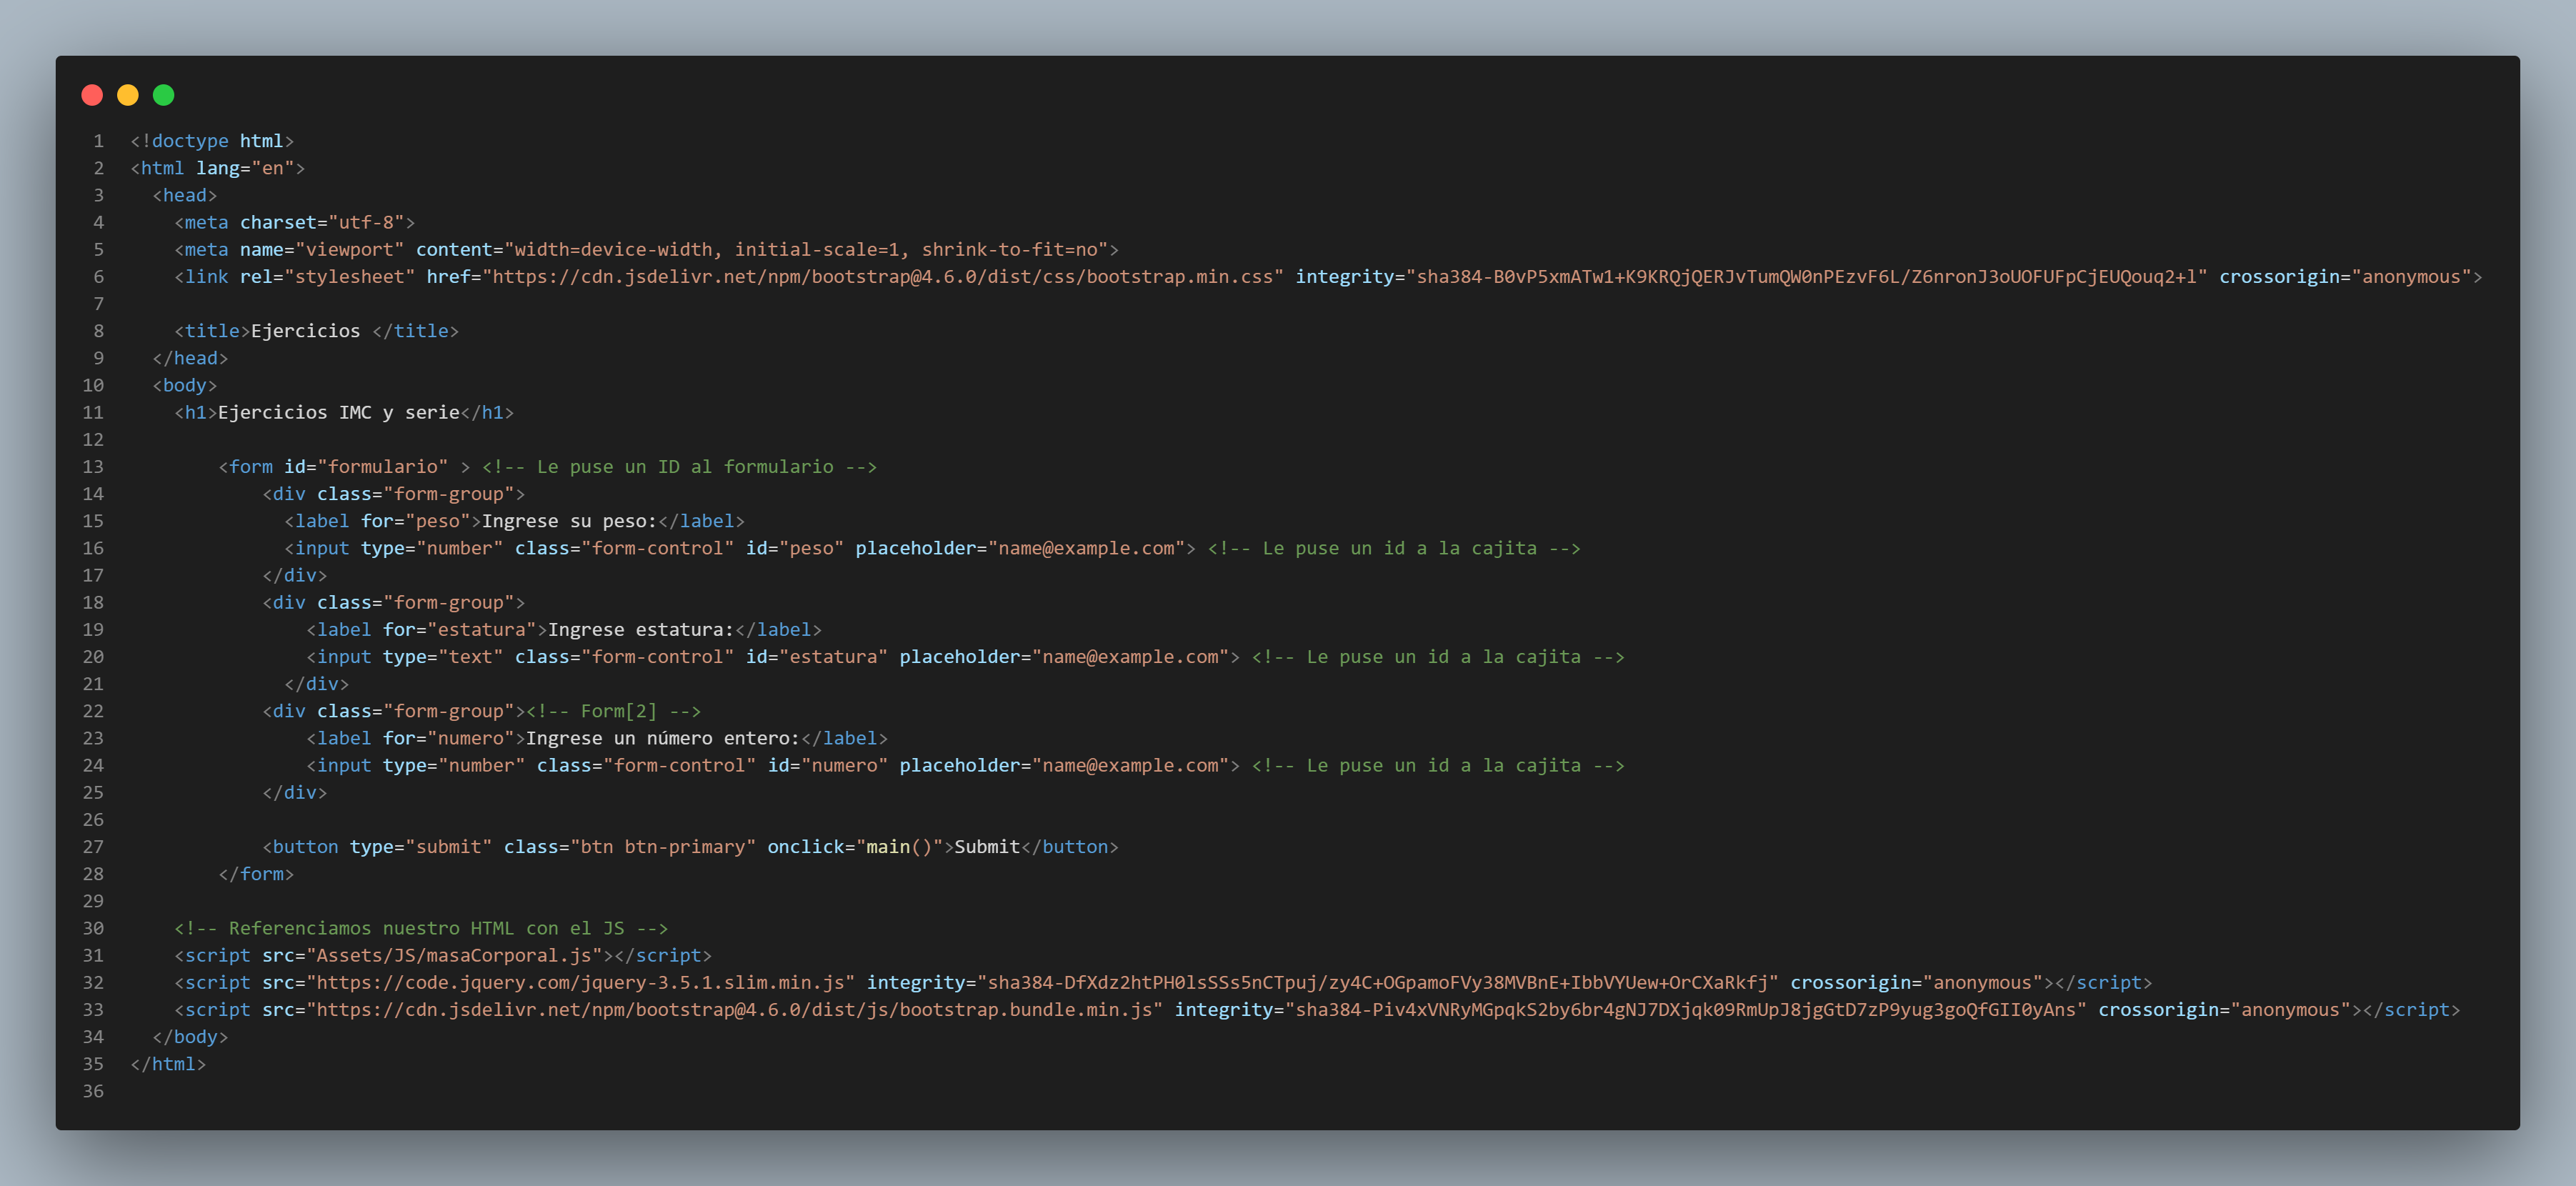 1 <!doctype html>
2 <html lang="en">
3 <head>
4 <meta charset="utf-8">
5 <meta name="viewport" content="width=device-width, initial-scale=1, shrink-to-fit=no">
6 <link rel="stylesheet" href="https://cdn.jsdelivr.net/npm/bootstrap@4.6.0/dist/css/bootstrap.min.css" integrity="sha384-B0vP5xmATw1+K9KRQjQERJvTumQW0nPEzvF6L/Z6nronJ3oUOFUFpCjEUQouq2+l" crossorigin="anonymous">
7
8 <title>Ejercicios </title>
9 </head>
10 <body>
11 <h1>Ejercicios IMC y serie</h1>
12
13 <form id="formulario" > <!-- Le puse un ID al formulario -->
14 <div class="form-group">
15 <label for="peso">Ingrese su peso:</label>
16 <input type="number" class="form-control" id="peso" placeholder="name@example.com"> <!-- Le puse un id a la cajita -->
17 </div>
18 <div class="form-group">
19 <label for="estatura">Ingrese estatura:</label>
20 <input type="text" class="form-control" id="estatura" placeholder="name@example.com"> <!-- Le puse un id a la cajita -->
21 </div>
22 <div class="form-group"><!-- Form[2] -->
23 <label for="numero">Ingrese un número entero:</label>
24 <input type="number" class="form-control" id="numero" placeholder="name@example.com"> <!-- Le puse un id a la cajita -->
25 </div>
26
27 <button type="submit" class="btn btn-primary" onclick="main()">Submit</button>
28 </form>
29
30 <!-- Referenciamos nuestro HTML con el JS -->
31 <script src="Assets/JS/masaCorporal.js"></script>
32 <script src="https://code.jquery.com/jquery-3.5.1.slim.min.js" integrity="sha384-DfXdz2htPH0lsSSs5nCTpuj/zy4C+OGpamoFVy38MVBnE+IbbVYUew+OrCXaRkfj" crossorigin="anonymous"></script>
33 <script src="https://cdn.jsdelivr.net/npm/bootstrap@4.6.0/dist/js/bootstrap.bundle.min.js" integrity="sha384-Piv4xVNRyMGpqkS2by6br4gNJ7DXjqk09RmUpJ8jgGtD7zP9yug3goQfGII0yAns" crossorigin="anonymous"></script>
34 </body>
35 </html>
36